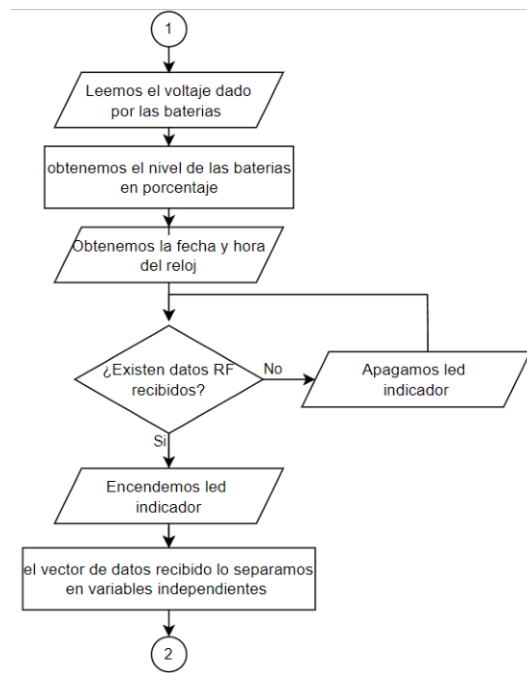 1
Leemos el voltaje dado
por las baterias
obtenemos el nivel de las baterias
en porcentaje
Obtenemos la fecha y hora
del reloj
¿Existen datos RF
recibidos?
No
Apagamos led
indicador
Si
Encendemos led
indicador
el vector de datos recibido lo separamos
en variables independientes
2